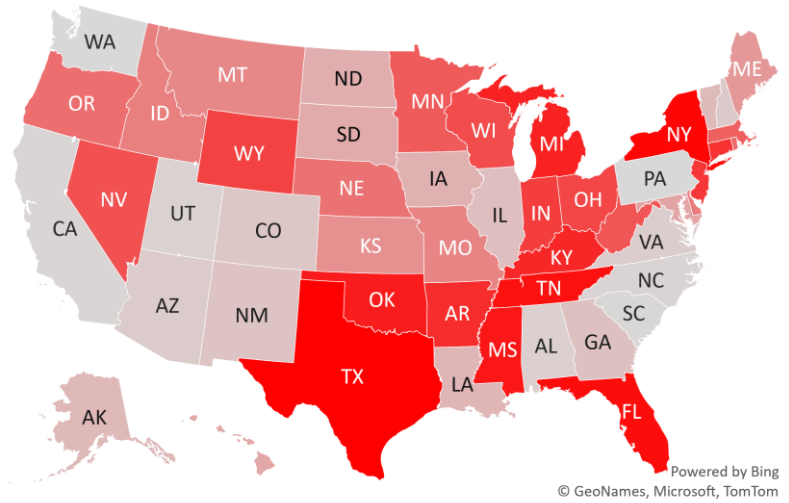 WA
MT
ND
ME
OR
ID
MN
SD
WI
NY
WY
MI
IA
PA
NE
NV
UT
IL
IN
OH
CO
CA
KS
MO
VA
KY
NC
OK
TN
AZ
NM
AR
SC
MS
AL
GA
TX
LA
FL
AK
Powered by Bing
© GeoNames, Microsoft, TomTom